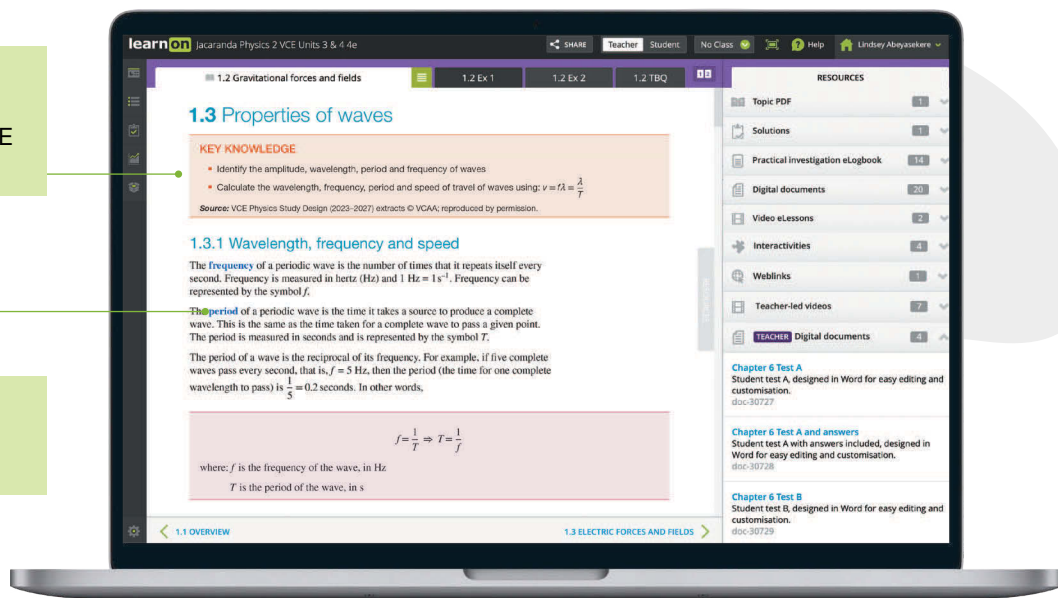 E
learnon Jacaranda Physics 2 VCE Units 3 & 4 4e
SHARE Teacher Student No Class Help Lindsey Abeyasekere
1.2 Gravitational forces and fields
1.2 Ex 1
1.2 Ex 2
1.2 TBQ
1.3 Properties of waves
KEY KNOWLEDGE
• Identify the amplitude, wavelength, period and frequency of waves
• Calculate the wavelength, frequency, period and speed of travel of waves using: v = fλ = λ/T
Source: VCE Physics Study Design (2023–2027) extracts © VCAA; reproduced by permission.
1.3.1 Wavelength, frequency and speed
The frequency of a periodic wave is the number of times that it repeats itself every
second. Frequency is measured in hertz (Hz) and 1 Hz = 1 s⁻¹. Frequency can be
represented by the symbol f.
The period of a periodic wave is the time it takes a source to produce a complete
wave. This is the same as the time taken for a complete wave to pass a given point.
The period is measured in seconds and is represented by the symbol T.
The period of a wave is the reciprocal of its frequency. For example, if five complete
waves pass every second, that is, f = 5 Hz, then the period (the time for one complete
wavelength to pass) is 1/5 = 0.2 seconds. In other words,
f = 1/T ⇒ T = 1/f
where: f is the frequency of the wave, in Hz
T is the period of the wave, in s
1.1 OVERVIEW
1.3 ELECTRIC FORCES AND FIELDS
RESOURCES
Topic PDF 1
Solutions 1
Practical investigation eLogbook 14
Digital documents 20
Video eLessons 2
Interactivities 4
Weblinks 1
Teacher-led videos 7
TEACHER Digital documents 4
Chapter 6 Test A
Student test A, designed in Word for easy editing and
customisation.
doc-30727
Chapter 6 Test A and answers
Student test A with answers included, designed in
Word for easy editing and customisation.
doc-30728
Chapter 6 Test B
Student test B, designed in Word for easy editing and
customisation.
doc-30729